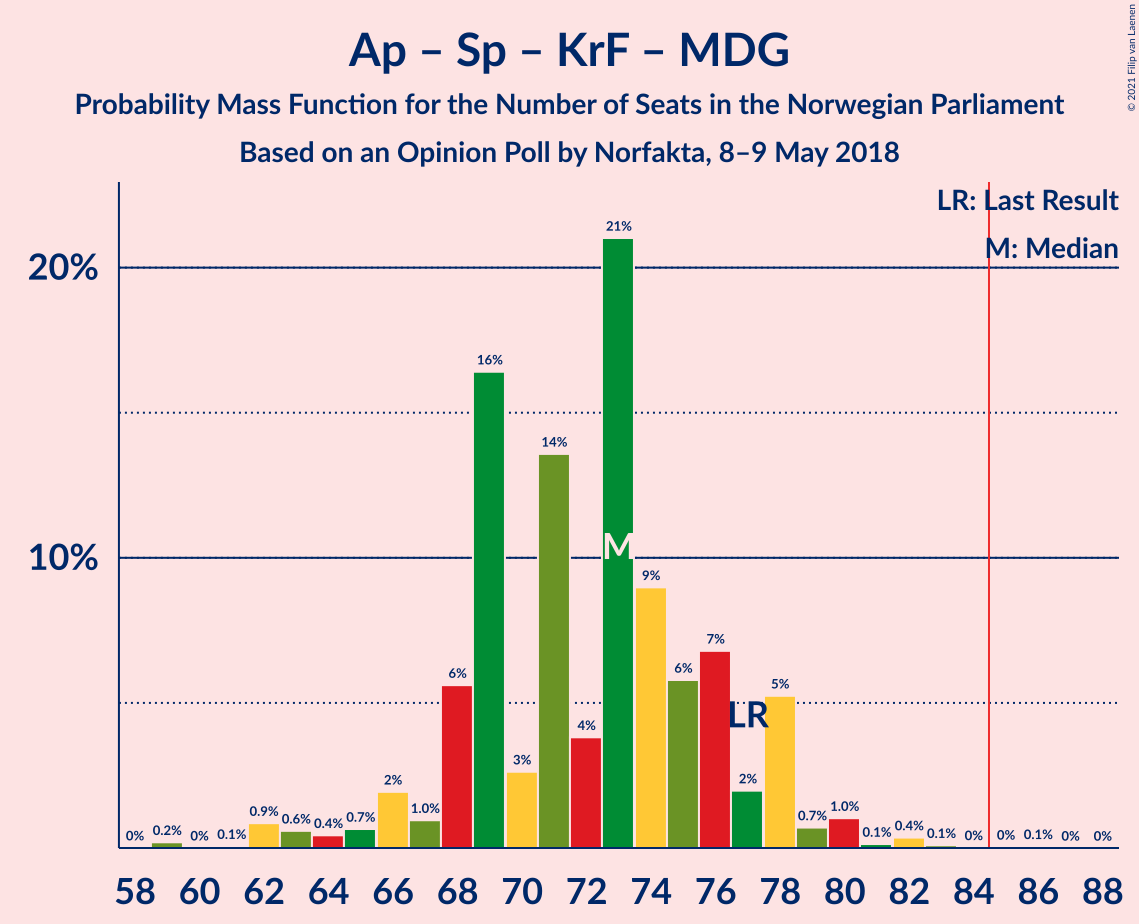 Ap – Sp – KrF – MDG
Probability Mass Function for the Number of Seats in the Norwegian Parliament
Based on an Opinion Poll by Norfakta, 8–9 May 2018
© 2021 Filip van Laenen
LR: Last Result
M: Median
20%
10%
0% 0.2% 0% 0.1% 0.9% 0.6% 0.4% 0.7% 2% 1.0% 6% 16% 3% 14% 4% 21% 9% 6% 7% 2% 5% 0.7% 1.0% 0.1% 0.4% 0.1% 0% 0% 0.1% 0% 0%
M
LR
58 60 62 64 66 68 70 72 74 76 78 80 82 84 86 88